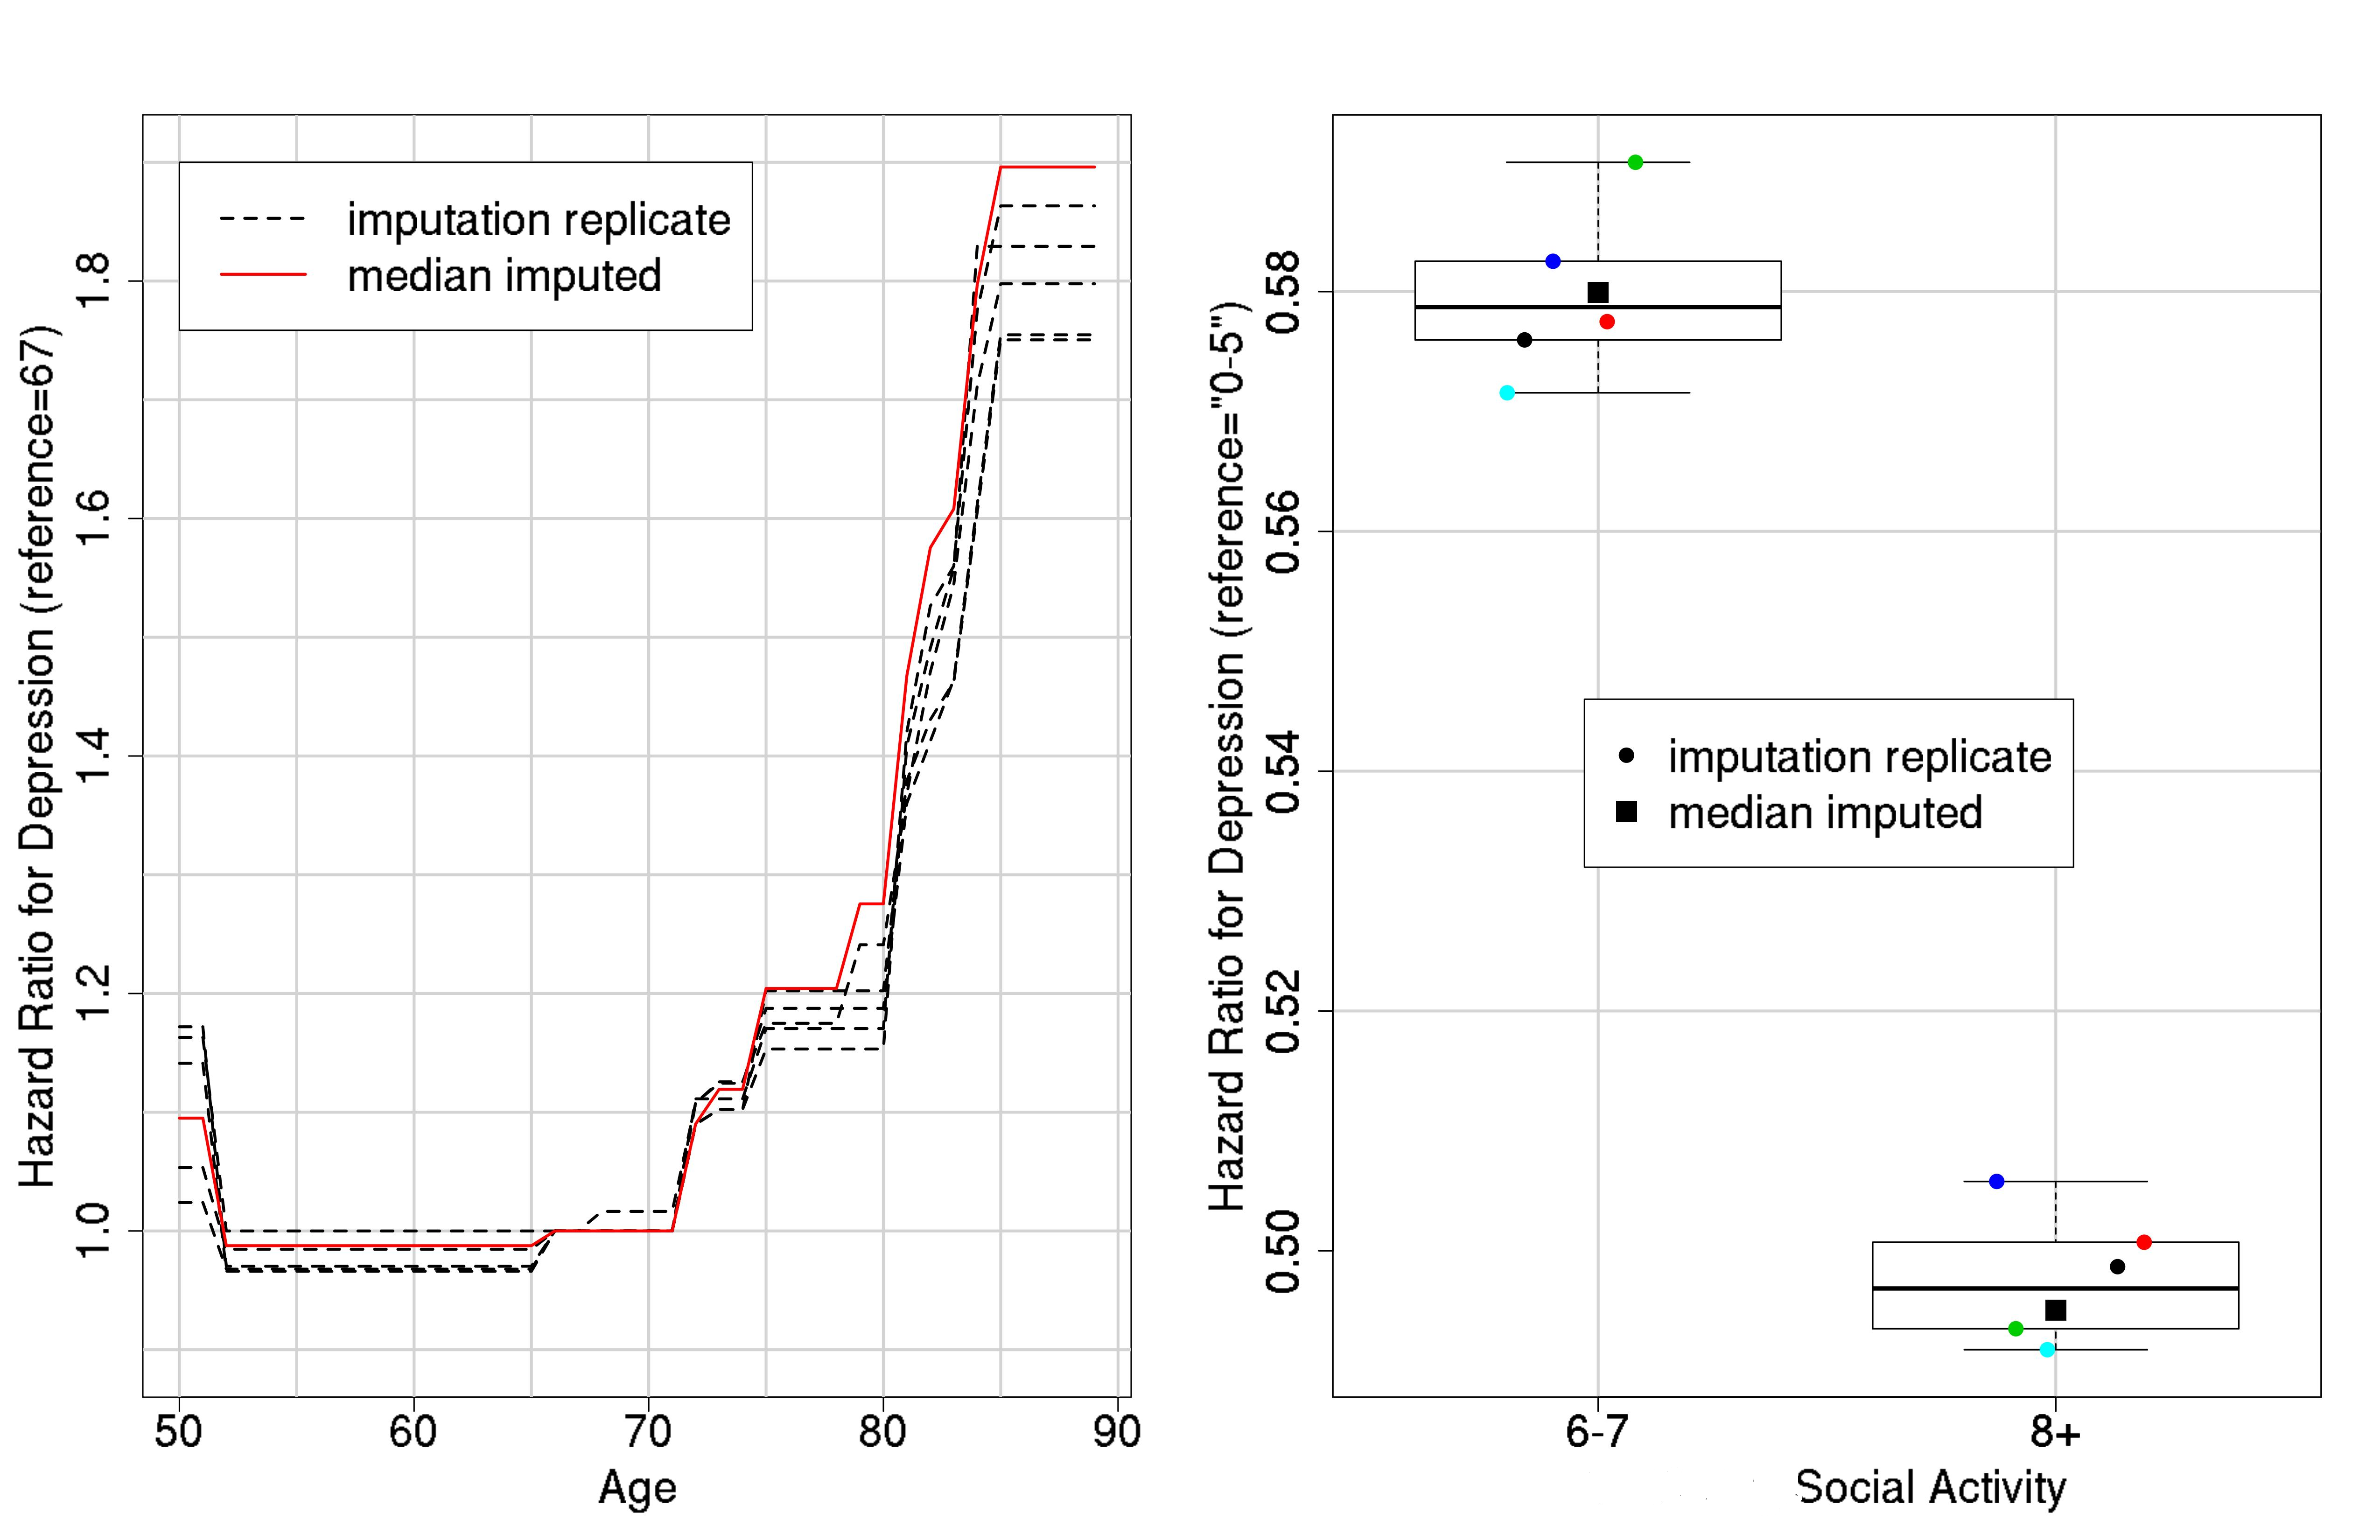 Hazard Ratio for Depression (reference=67)
1.0
1.2
1.4
1.6
1.8
imputation replicate
median imputed
50
60
70
80
90
Age
Hazard Ratio for Depression (reference="0-5")
0.50
0.52
0.54
0.56
0.58
imputation replicate
median imputed
6-7
8+
Social Activity